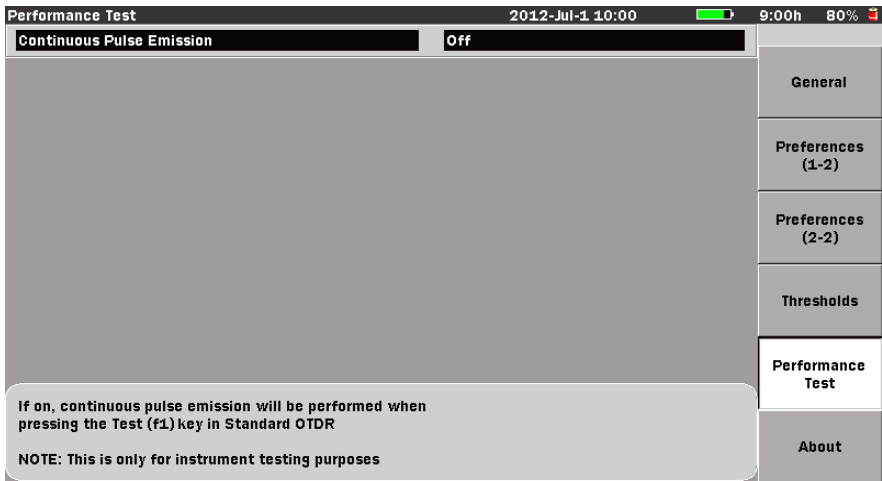 Performance Test 2012-Jul-1 10:00 9:00h 80%
Continuous Pulse Emission Off
General
Preferences
(1-2)
Preferences
(2-2)
Thresholds
Performance
Test
About
If on, continuous pulse emission will be performed when
pressing the Test (f1) key in Standard OTDR
NOTE: This is only for instrument testing purposes